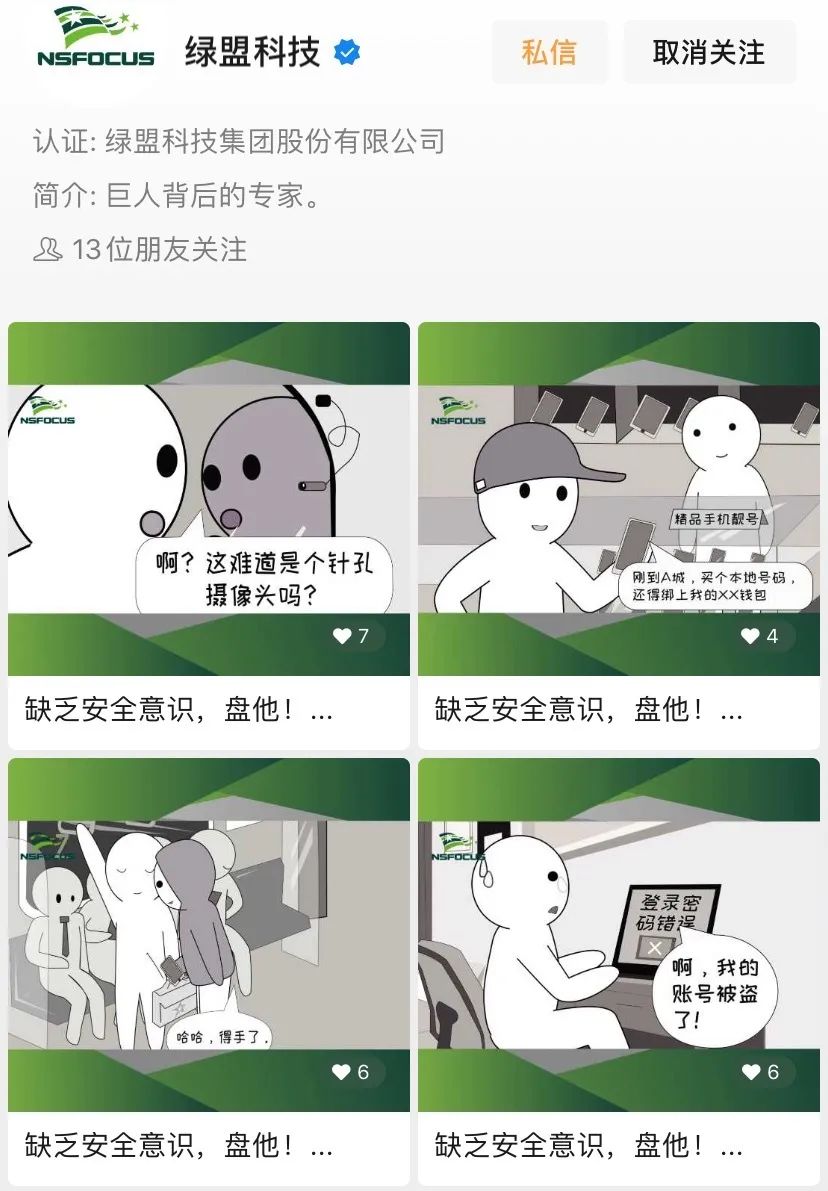 NSFOCUS
绿盟科技
私信
取消关注
认证: 绿盟科技集团股份有限公司
简介: 巨人背后的专家。
13位朋友关注
NSFOCUS
啊？这难道是个针孔
摄像头吗？
7
缺乏安全意识，盘他！...
NSFOCUS
精品手机靓号
刚到A城，买个本地号码，
还得绑上我的XX钱包
4
缺乏安全意识，盘他！...
NSFOCUS
哈哈，得手了.
6
缺乏安全意识，盘他！...
NSFOCUS
登录密
码错误
啊，我的
账号被盗
了!
6
缺乏安全意识，盘他！...